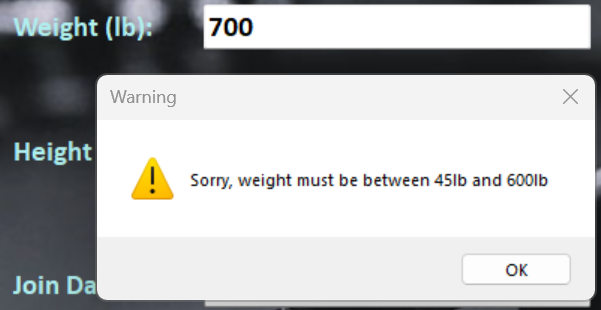 Weight (lb):
700
Warning
Height
Sorry, weight must be between 45lb and 600lb
OK
Join Da